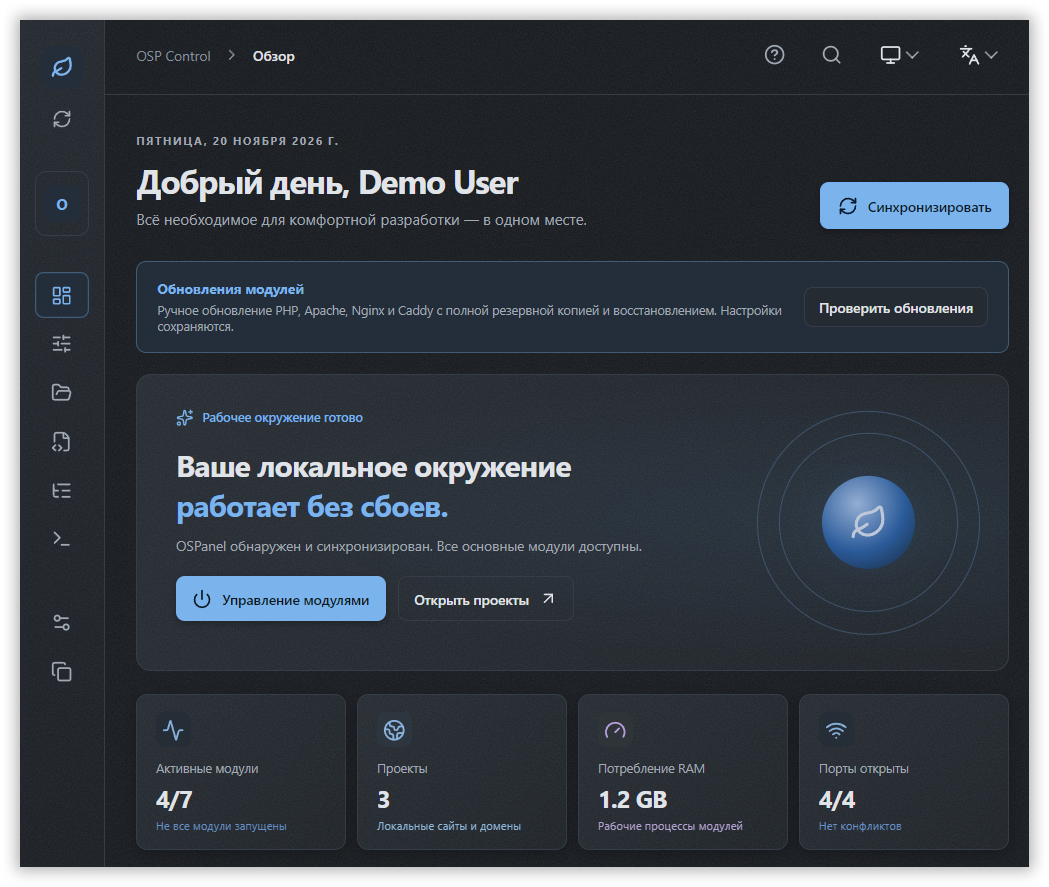 OSP Control > Обзор
ПЯТНИЦА, 20 НОЯБРЯ 2026 Г.
Добрый день, Demo User
Всё необходимое для комфортной разработки — в одном месте.
Синхронизировать
O
Обновления модулей
Ручное обновление PHP, Apache, Nginx и Caddy с полной резервной копией и восстановлением. Настройки
сохраняются.
Проверить обновления
Рабочее окружение готово
Ваше локальное окружение
работает без сбоев.
OSPanel обнаружен и синхронизирован. Все основные модули доступны.
Управление модулями
Открыть проекты
Активные модули
4/7
Не все модули запущены
Проекты
3
Локальные сайты и домены
Потребление RAM
1.2 GB
Рабочие процессы модулей
Порты открыты
4/4
Нет конфликтов